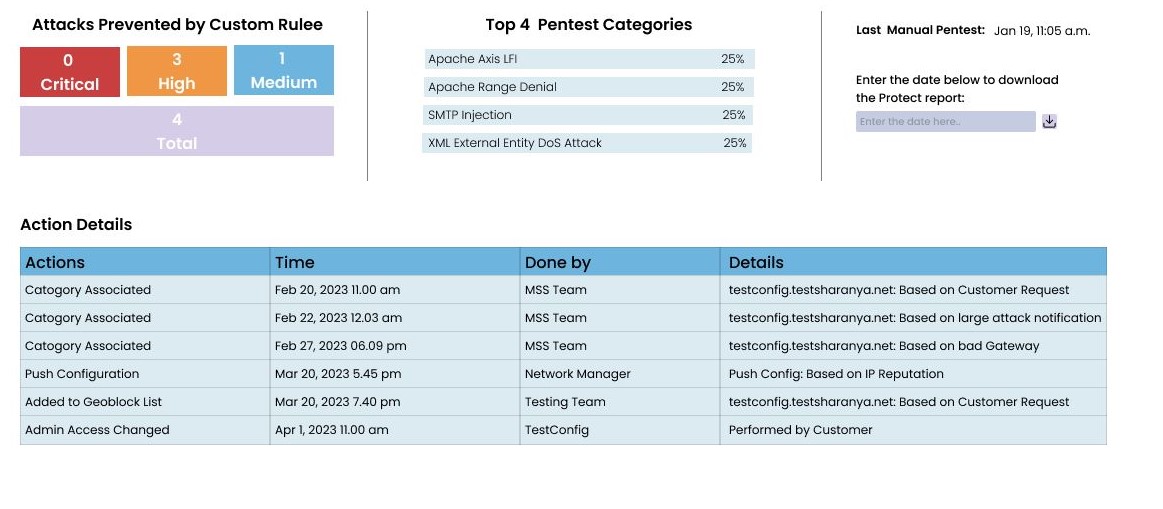 Attacks Prevented by Custom Rulee
0
Critical
3
High
1
Medium
4
Total
Top 4 Pentest Categories
Apache Axis LFI 25%
Apache Range Denial 25%
SMTP Injection 25%
XML External Entity DoS Attack 25%
Last Manual Pentest: Jan 19, 11:05 a.m.
Enter the date below to download
the Protect report:
Enter the date here..
Action Details
Actions Time Done by Details
Catogory Associated Feb 20, 2023 11.00 am MSS Team testconfig.testsharanya.net: Based on Customer Request
Catogory Associated Feb 22, 2023 12.03 am MSS Team testconfig.testsharanya.net: Based on large attack notification
Catogory Associated Feb 27, 2023 06.09 pm MSS Team testconfig.testsharanya.net: Based on bad Gateway
Push Configuration Mar 20, 2023 5.45 pm Network Manager Push Config: Based on IP Reputation
Added to Geoblock List Mar 20, 2023 7.40 pm Testing Team testconfig.testsharanya.net: Based on Customer Request
Admin Access Changed Apr 1, 2023 11.00 am TestConfig Performed by Customer